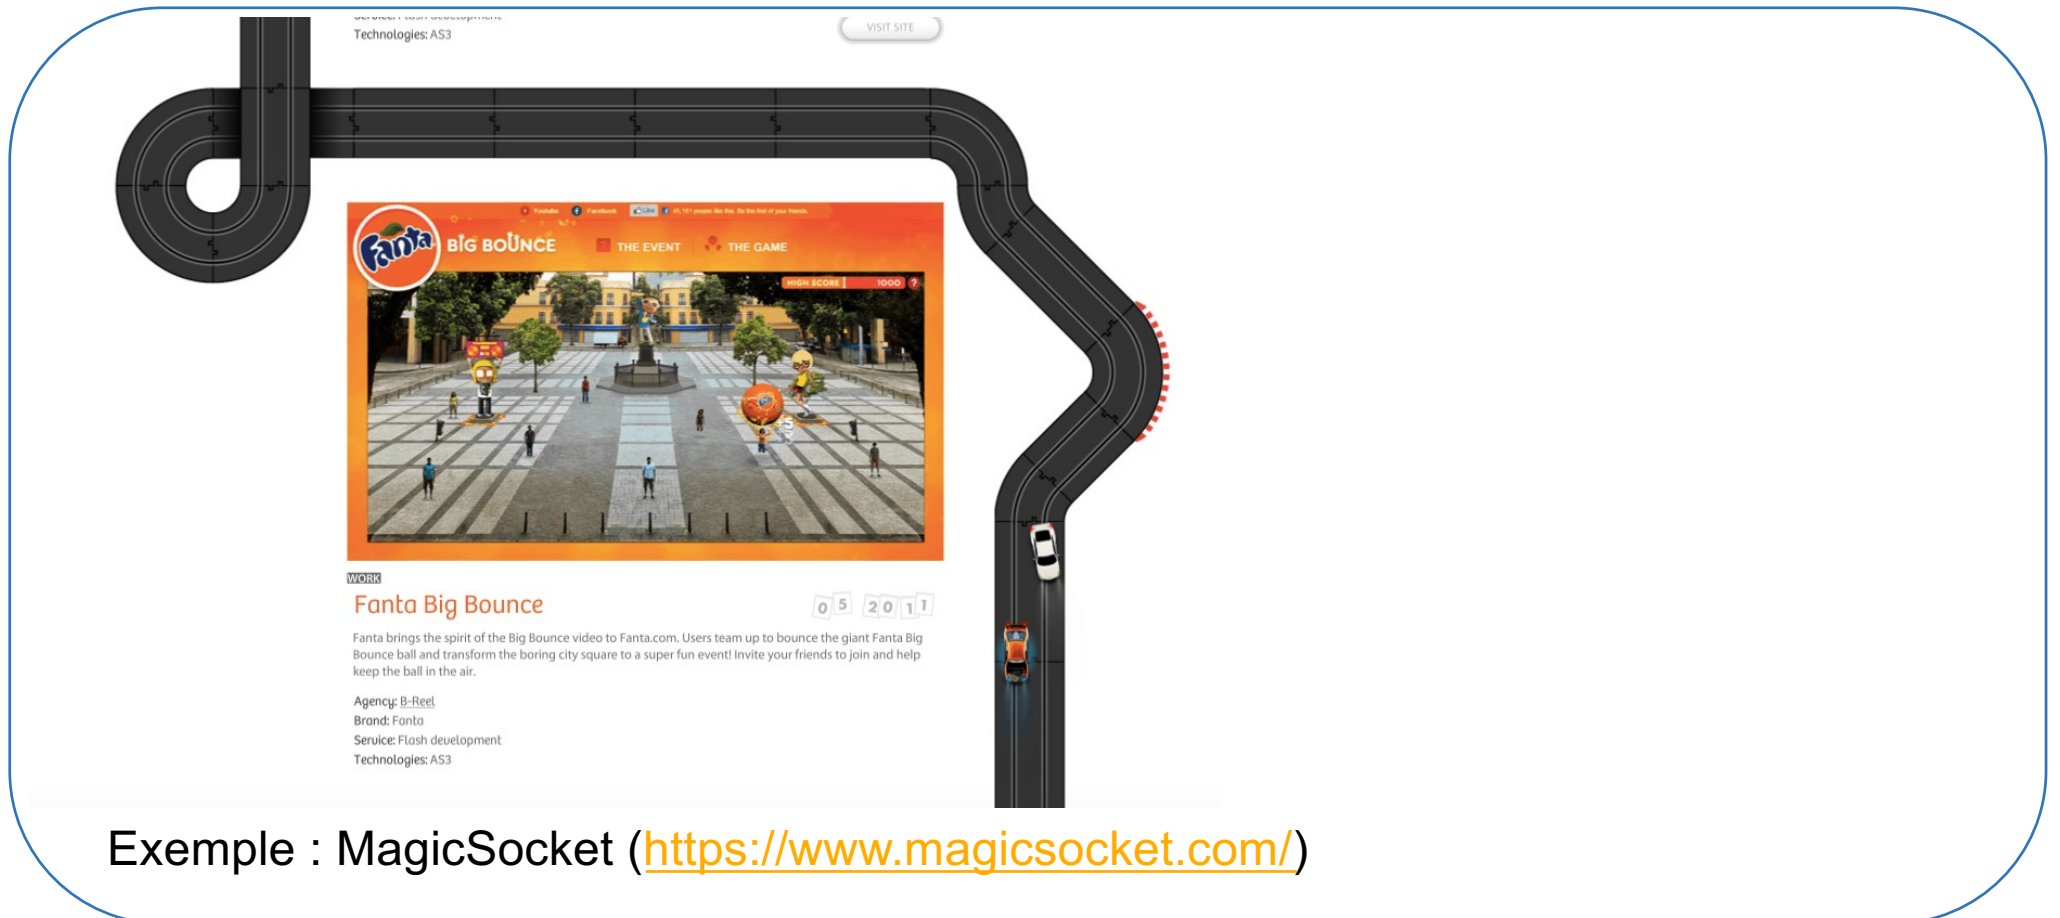 Technologies: AS3
VISIT SITE
Youtube Facebook Like
Fanta BIG BOUNCE THE EVENT THE GAME
HIGH SCORE 1000 ?
WORK
Fanta Big Bounce 05 2011
Fanta brings the spirit of the Big Bounce video to Fanta.com. Users team up to bounce the giant Fanta Big
Bounce ball and transform the boring city square to a super fun event! Invite your friends to join and help
keep the ball in the air.
Agency: B-Reel
Brand: Fanta
Service: Flash development
Technologies: AS3
Exemple : MagicSocket (https://www.magicsocket.com/)